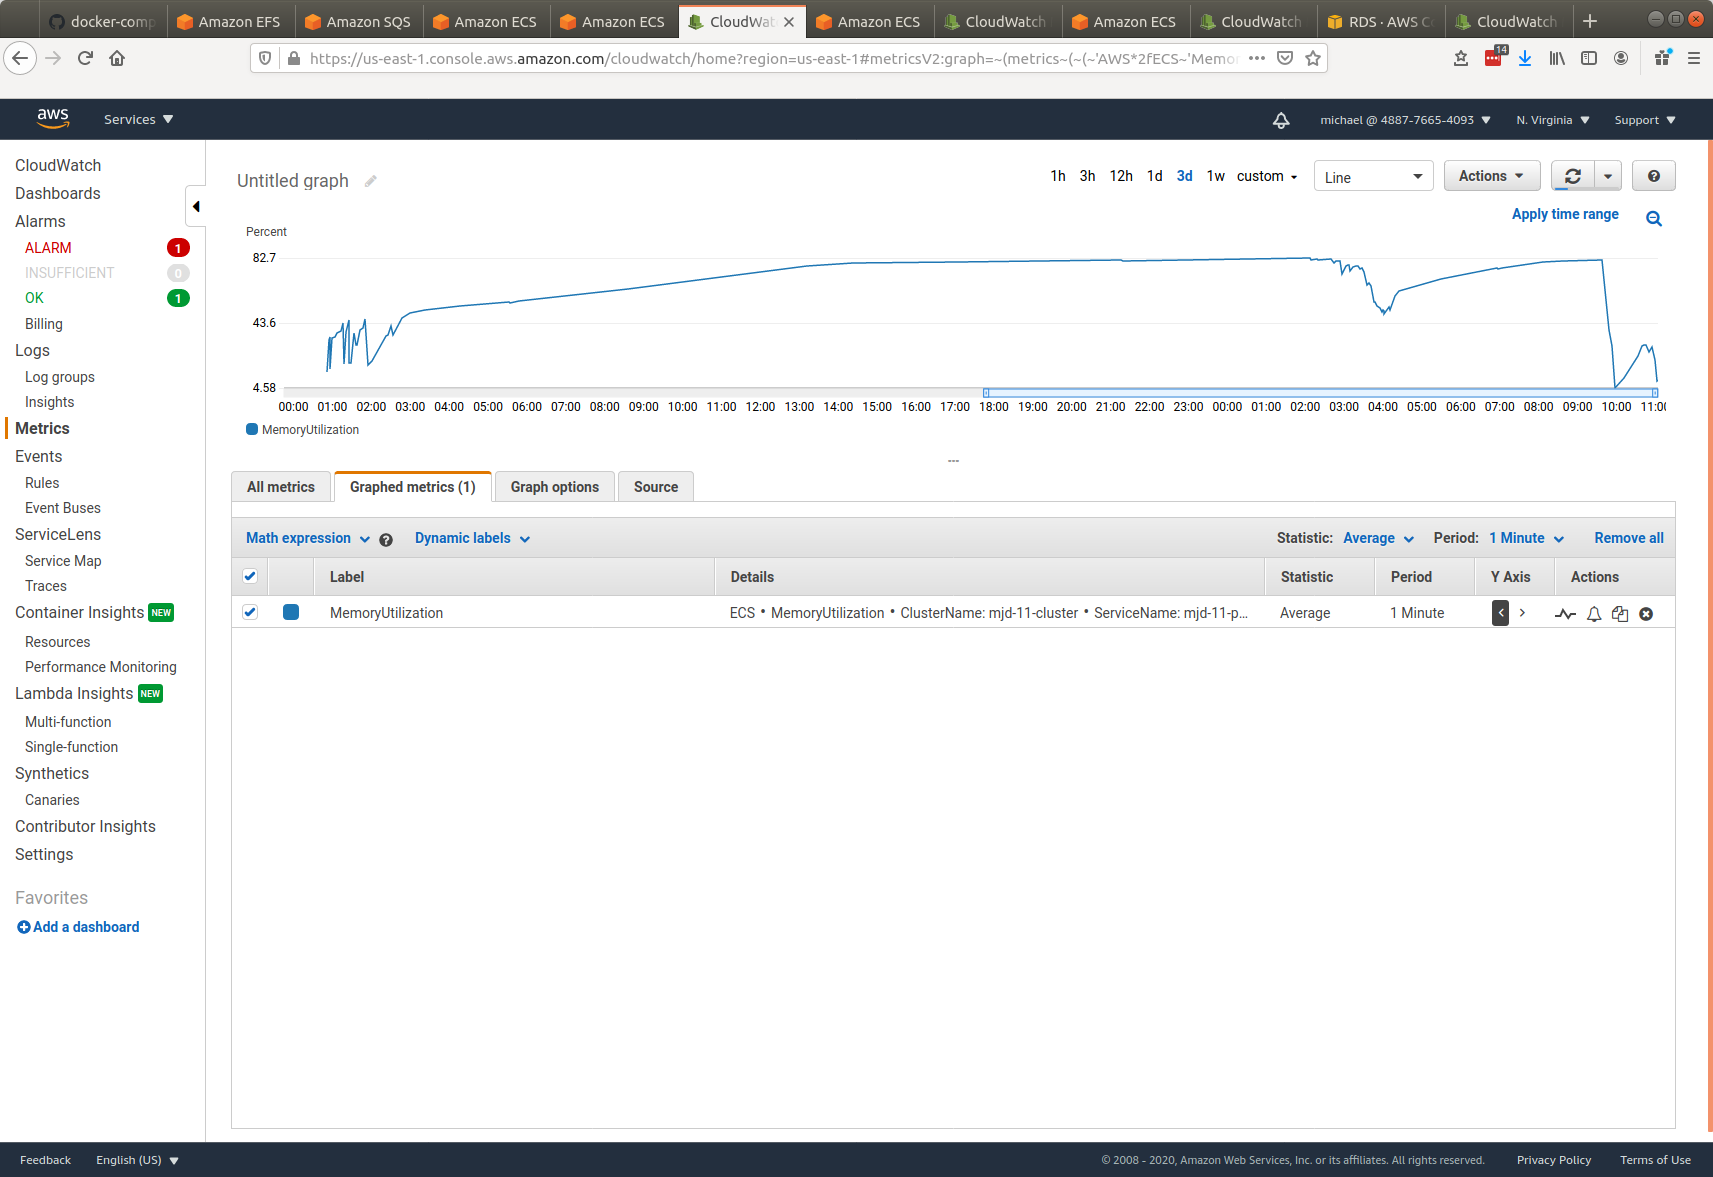 docker-comp
Amazon EFS
Amazon SQS
Amazon ECS
Amazon ECS
CloudWat
Amazon ECS
CloudWatch
Amazon ECS
CloudWatch
RDS · AWS C
CloudWatch
https://us-east-1.console.aws.amazon.com/cloudwatch/home?region=us-east-1#metricsV2:graph=~(metrics~(~(~'AWS*2fECS~'Memor
14
aws
Services
michael @ 4887-7665-4093
N. Virginia
Support
CloudWatch
Dashboards
Alarms
ALARM 1
INSUFFICIENT 0
OK 1
Billing
Logs
Log groups
Insights
Metrics
Events
Rules
Event Buses
ServiceLens
Service Map
Traces
Container Insights NEW
Resources
Performance Monitoring
Lambda Insights NEW
Multi-function
Single-function
Synthetics
Canaries
Contributor Insights
Settings
Favorites
Add a dashboard
Untitled graph
1h 3h 12h 1d 3d 1w custom
Line
Actions
Apply time range
Percent
82.7
43.6
4.58
00:00 01:00 02:00 03:00 04:00 05:00 06:00 07:00 08:00 09:00 10:00 11:00 12:00 13:00 14:00 15:00 16:00 17:00 18:00 19:00 20:00 21:00 22:00 23:00 00:00 01:00 02:00 03:00 04:00 05:00 06:00 07:00 08:00 09:00 10:00 11:00
MemoryUtilization
All metrics
Graphed metrics (1)
Graph options
Source
Math expression
Dynamic labels
Statistic: Average
Period: 1 Minute
Remove all
Label Details Statistic Period Y Axis Actions
MemoryUtilization ECS • MemoryUtilization • ClusterName: mjd-11-cluster • ServiceName: mjd-11-p... Average 1 Minute < >
Feedback
English (US)
© 2008 - 2020, Amazon Web Services, Inc. or its affiliates. All rights reserved.
Privacy Policy
Terms of Use